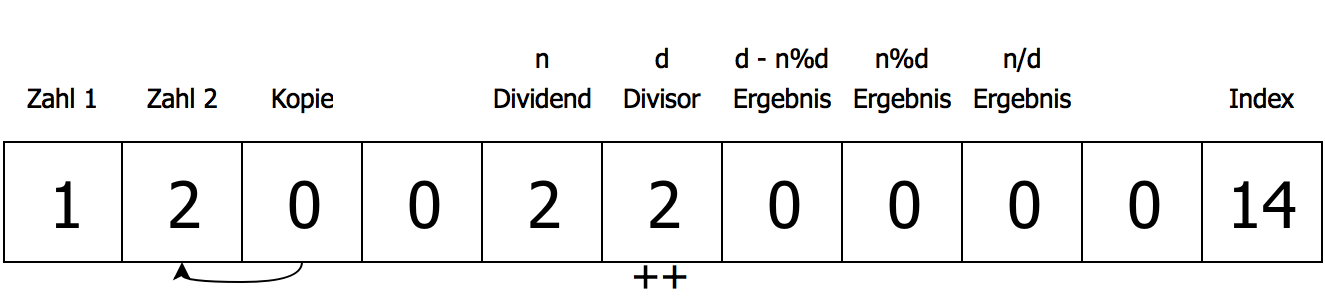 n d d - n%d n%d n/d
Zahl 1 Zahl 2 Kopie Dividend Divisor Ergebnis Ergebnis Ergebnis Index
1 2 0 0 2 2 0 0 0 0 14
++